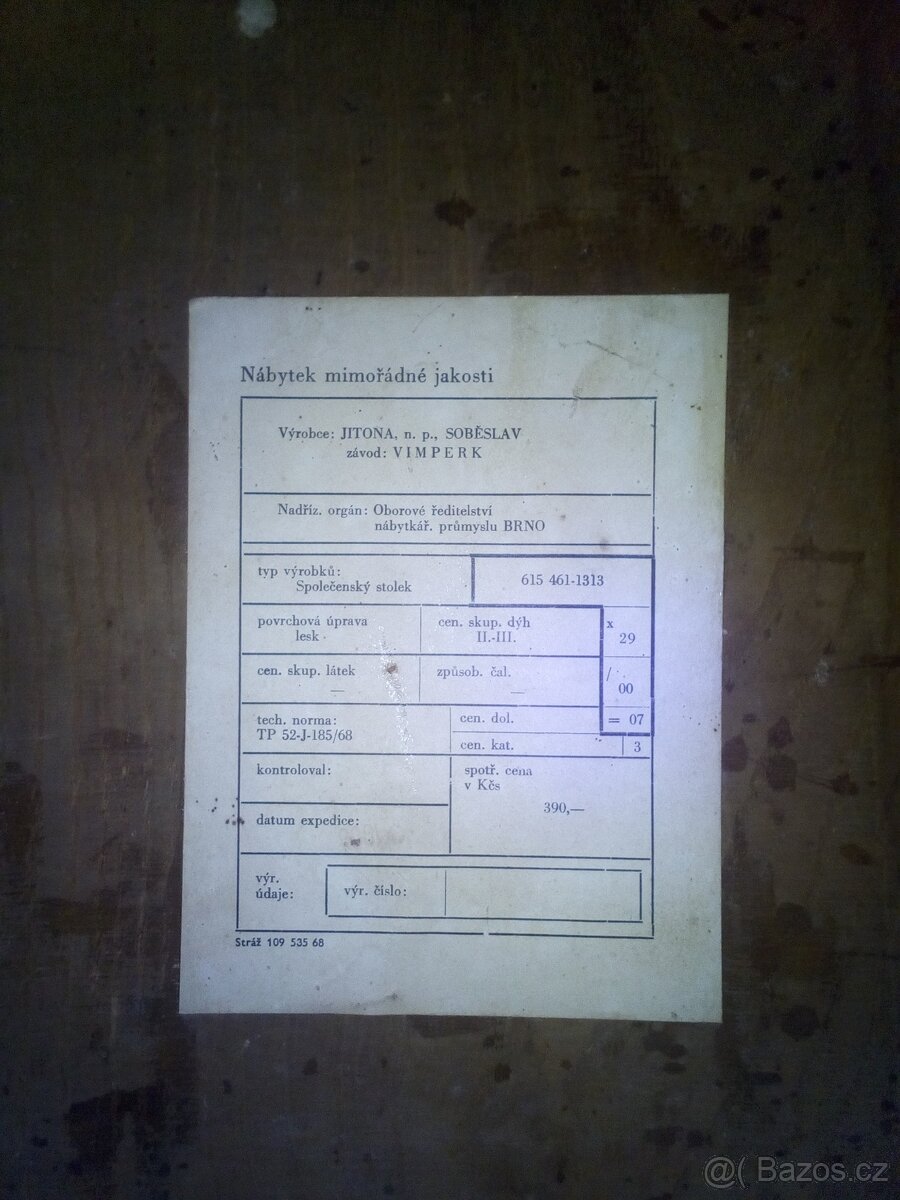 Nábytek mimořádné jakosti
Výrobce: JITONA, n. p., SOBĚSLAV
závod: VIMPERK
Nadříz. orgán: Oborové ředitelství
nábytkář. průmyslu BRNO
typ výrobků:
Společenský stolek
615 461-1313
povrchová úprava
lesk
cen. skup. dýh
II.-III.
x
29
cen. skup. látek
—
způsob. čal.
—
/
00
tech. norma:
TP 52-J-185/68
cen. dol.
= 07
cen. kat.
3
kontroloval:
spotř. cena
v Kčs
390,—
datum expedice:
výr.
údaje:
výr. číslo:
Stráž 109 535 68
@( Bazos.cz